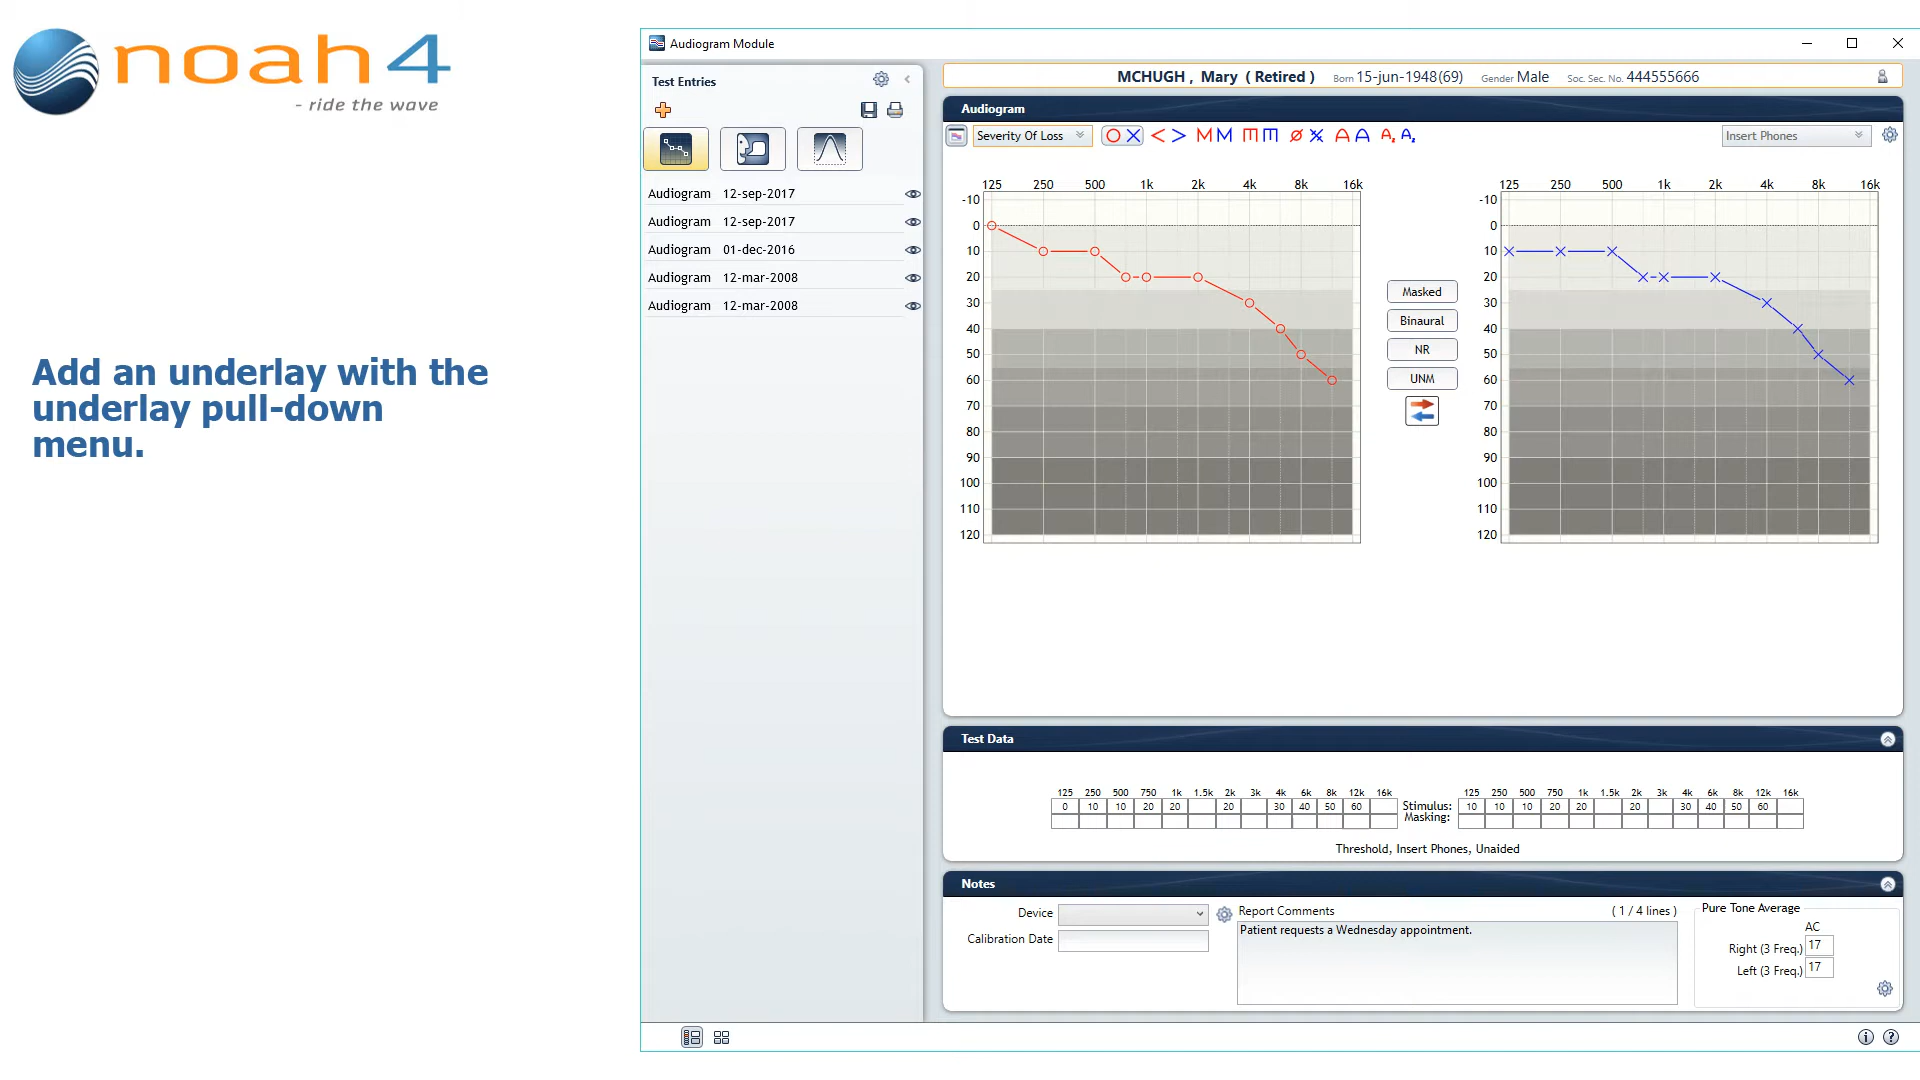 noah 4
- ride the wave
Add an underlay with the
underlay pull-down
menu.
Audiogram Module
Test Entries
Audiogram 12-sep-2017
Audiogram 12-sep-2017
Audiogram 01-dec-2016
Audiogram 12-mar-2008
Audiogram 12-mar-2008
MCHUGH , Mary ( Retired ) Born 15-jun-1948(69) Gender Male Soc. Sec. No. 444555666
Audiogram
Severity Of Loss
< > M M A A
Insert Phones
125 250 500 1k 2k 4k 8k 16k
-10
0
10
20
30
40
50
60
70
80
90
100
110
120
Masked
Binaural
NR
UNM
125 250 500 1k 2k 4k 8k 16k
-10
0
10
20
30
40
50
60
70
80
90
100
110
120
Test Data
125 250 500 750 1k 1.5k 2k 3k 4k 6k 8k 12k 16k
0 10 10 20 20 20 30 40 50 60
Stimulus:
Masking:
125 250 500 750 1k 1.5k 2k 3k 4k 6k 8k 12k 16k
10 10 10 20 20 20 30 40 50 60
Threshold, Insert Phones, Unaided
Notes
Device
Calibration Date
Report Comments ( 1 / 4 lines )
Patient requests a Wednesday appointment.
Pure Tone Average
AC
Right (3 Freq.) 17
Left (3 Freq.) 17